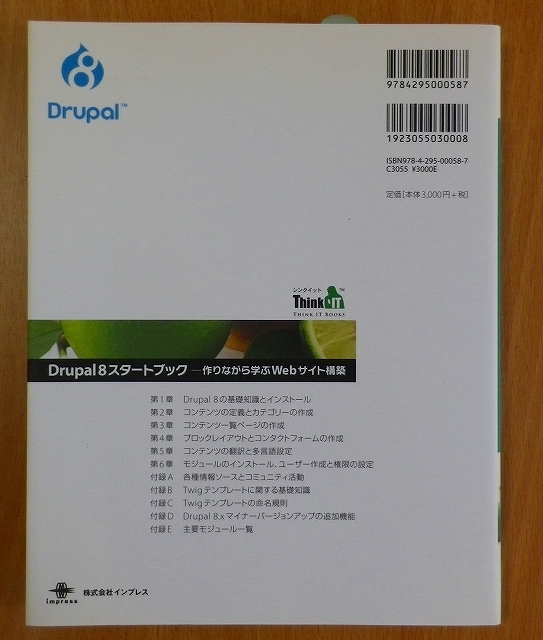 Drupal™
9784295000587
1923055030008
ISBN978-4-295-00058-7
C3055 ¥3000E
定価[本体3,000円+税]
シンクイット
Think IT™
THINK IT BOOKS
Drupal 8 スタートブック ―作りながら学ぶWebサイト構築
第1章 Drupal 8の基礎知識とインストール
第2章 コンテンツの定義とカテゴリーの作成
第3章 コンテンツ一覧ページの作成
第4章 ブロックレイアウトとコンタクトフォームの作成
第5章 コンテンツの翻訳と多言語設定
第6章 モジュールのインストール、ユーザー作成と権限の設定
付録A 各種情報ソースとコミュニティ活動
付録B Twigテンプレートに関する基礎知識
付録C Twigテンプレートの命名規則
付録D Drupal 8.xマイナーバージョンアップの追加機能
付録E 主要モジュール一覧
impress 株式会社インプレス